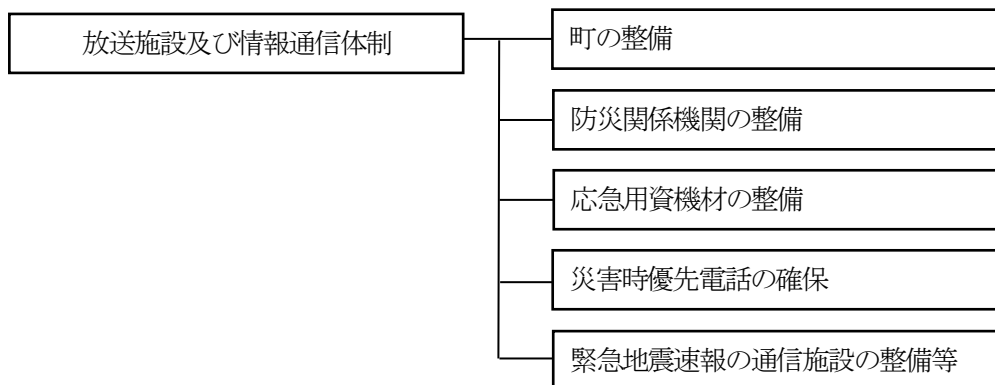 放送施設及び情報通信体制
町の整備
防災関係機関の整備
応急用資機材の整備
災害時優先電話の確保
緊急地震速報の通信施設の整備等